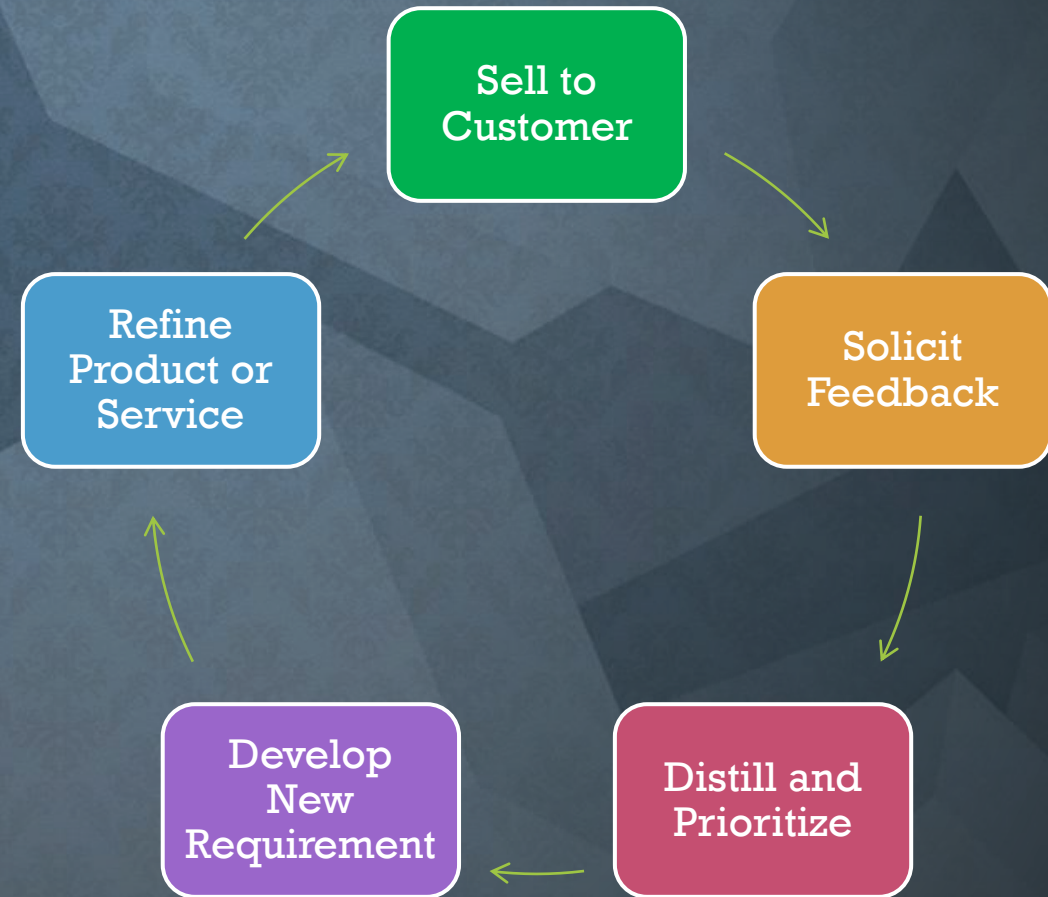 Sell to
Customer
Solicit
Feedback
Distill and
Prioritize
Develop
New
Requirement
Refine
Product or
Service